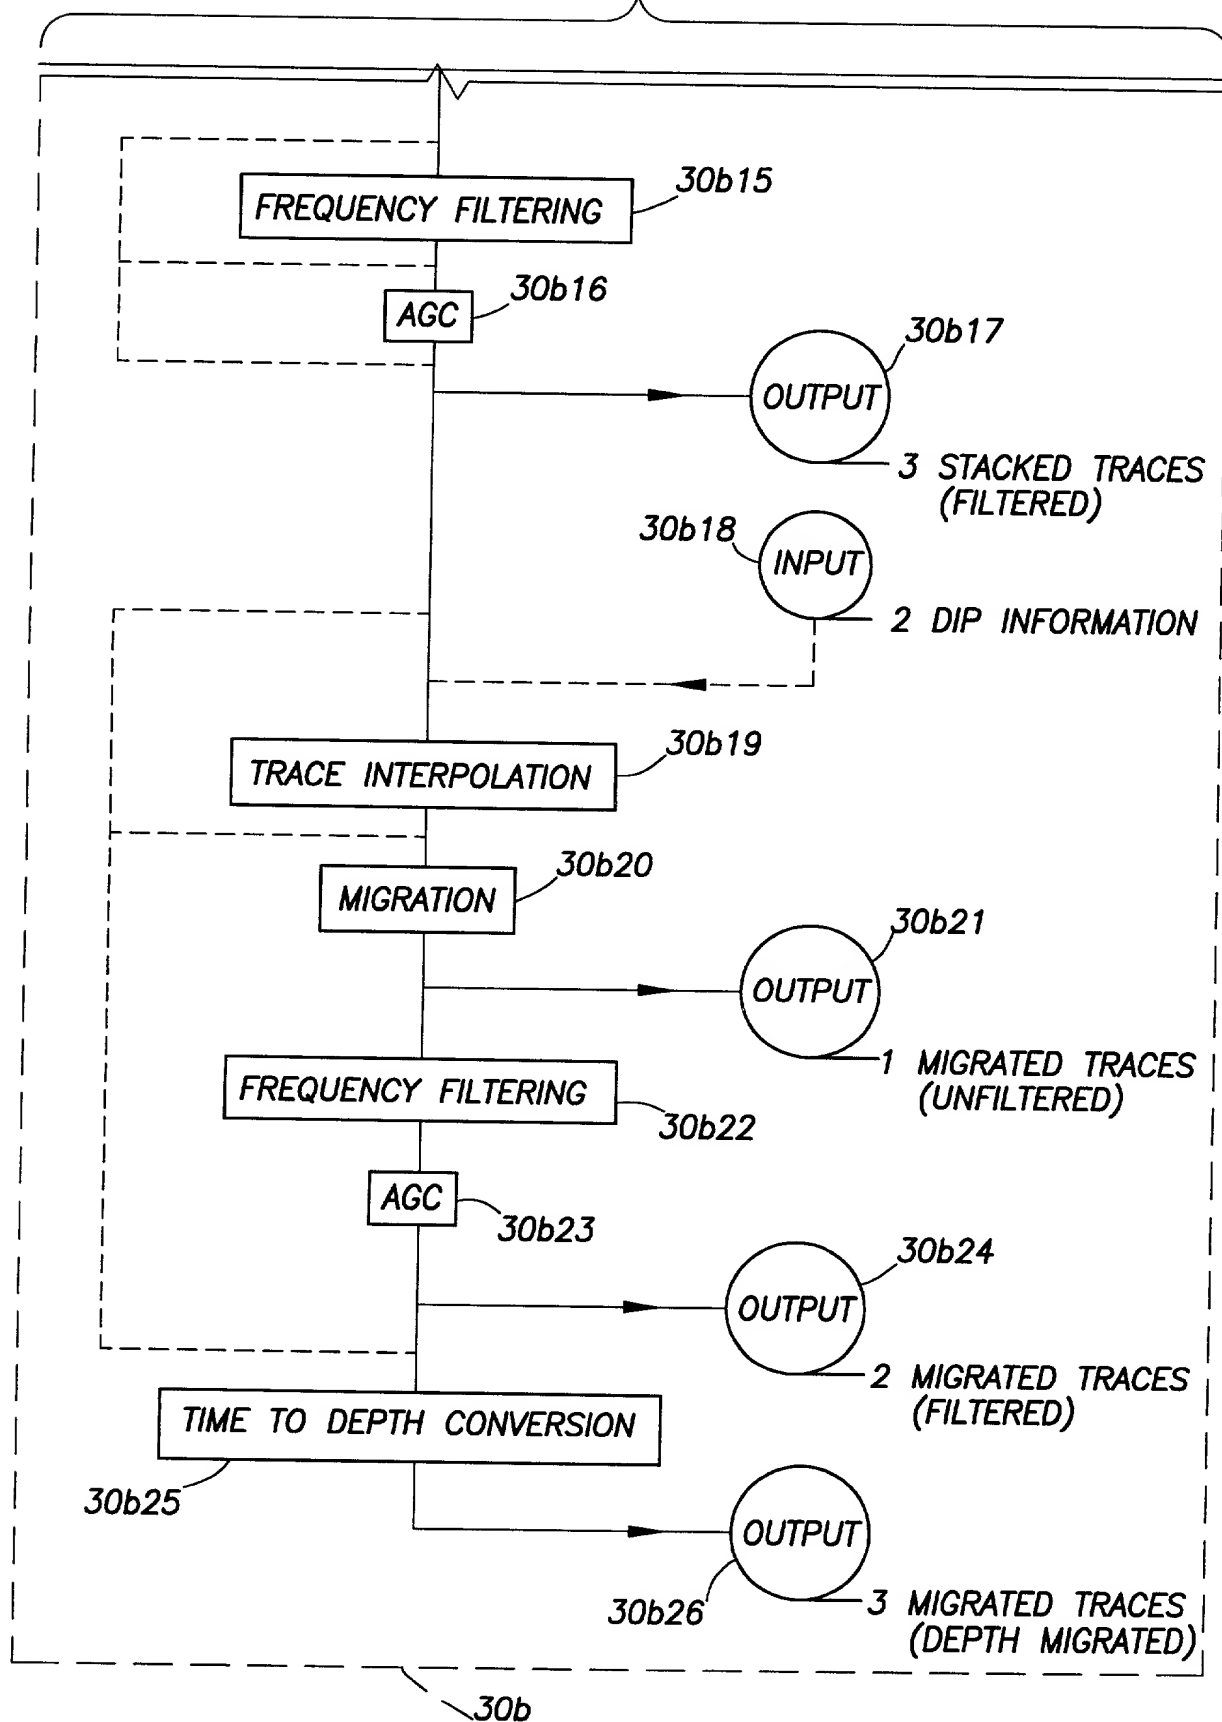 30b15
FREQUENCY FILTERING
30b16
AGC
30b17
OUTPUT
3 STACKED TRACES
(FILTERED)
30b18
INPUT
2 DIP INFORMATION
30b19
TRACE INTERPOLATION
30b20
MIGRATION
30b21
OUTPUT
1 MIGRATED TRACES
(UNFILTERED)
FREQUENCY FILTERING
30b22
AGC
30b23
30b24
OUTPUT
2 MIGRATED TRACES
(FILTERED)
TIME TO DEPTH CONVERSION
30b25
OUTPUT
30b26
3 MIGRATED TRACES
(DEPTH MIGRATED)
30b